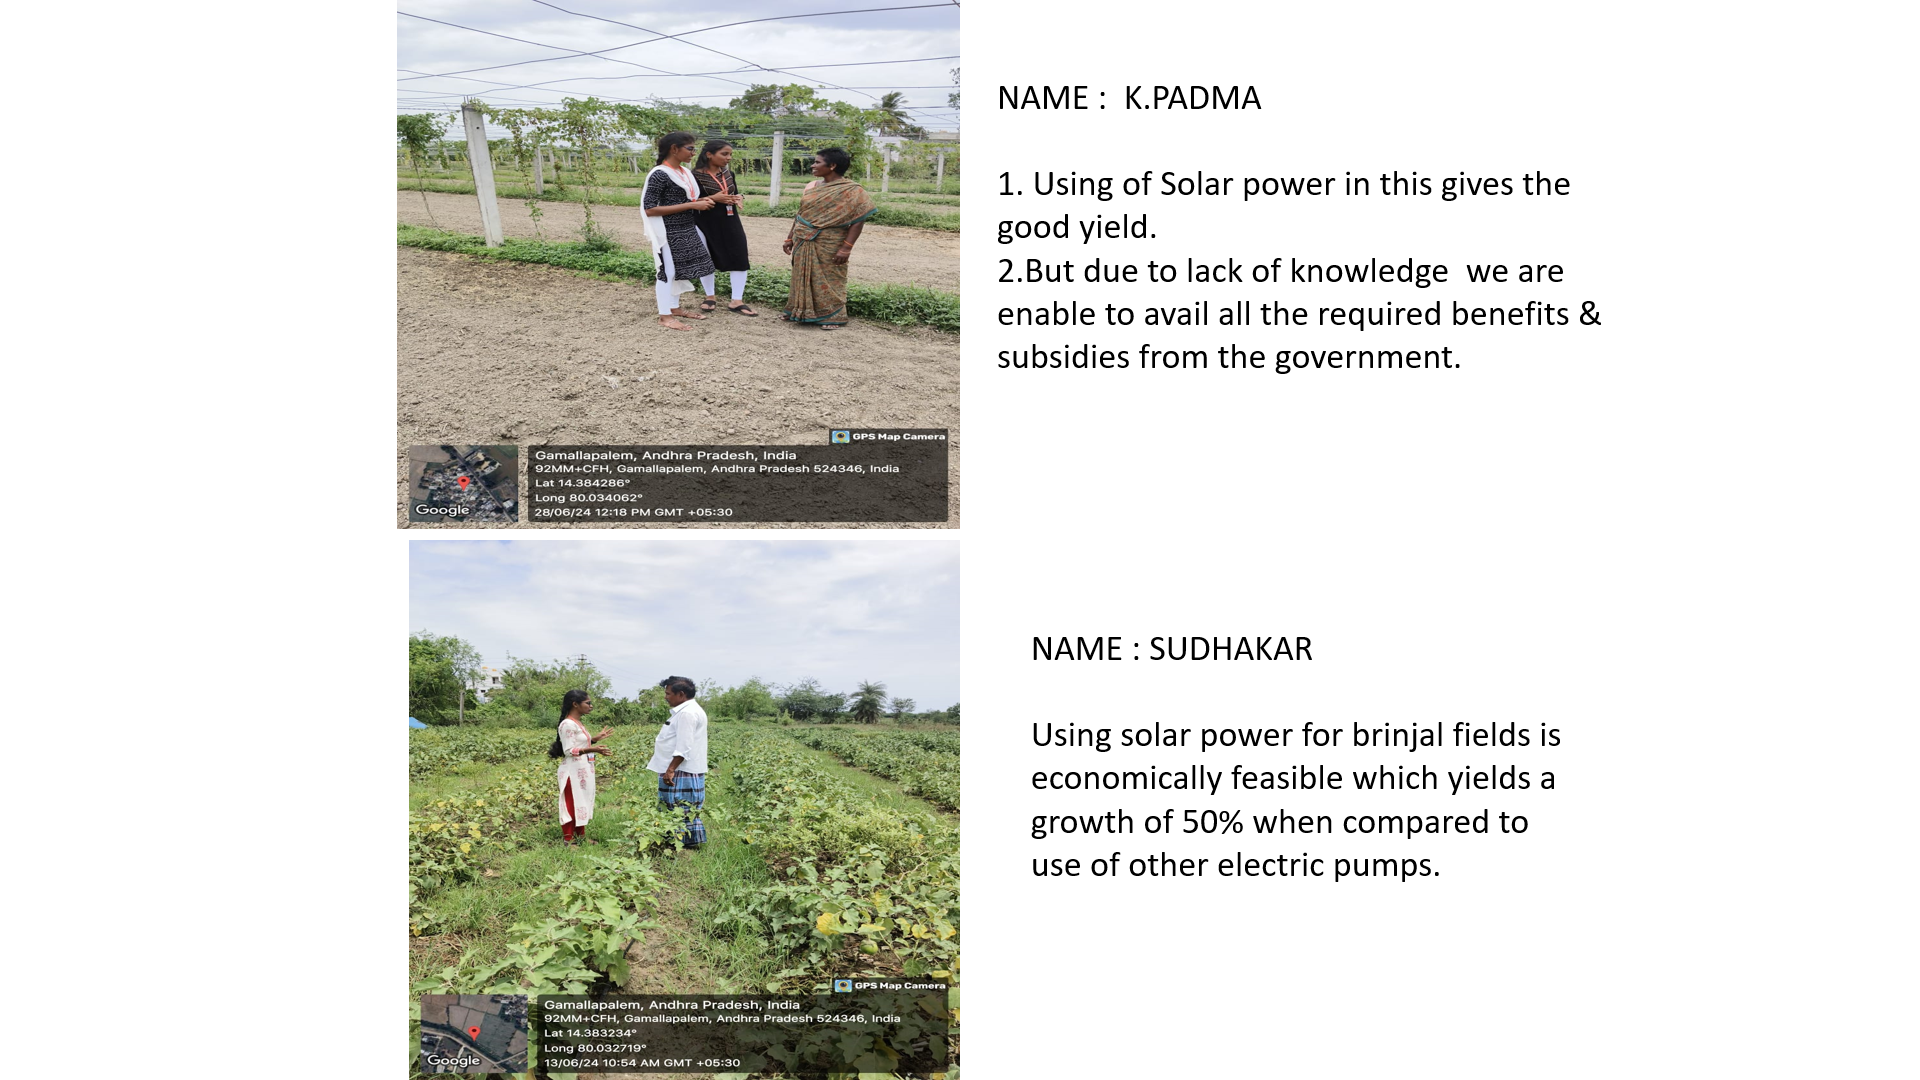 NAME :  K.PADMA
1. Using of Solar power in this gives the
good yield.
2.But due to lack of knowledge  we are
enable to avail all the required benefits &
subsidies from the government.
GPS Map Camera
Gamallapalem, Andhra Pradesh, India
92MM+CFH, Gamallapalem, Andhra Pradesh 524346, India
Lat 14.384286°
Long 80.034062°
28/06/24 12:18 PM GMT +05:30
Google
NAME : SUDHAKAR
Using solar power for brinjal fields is
economically feasible which yields a
growth of 50% when compared to
use of other electric pumps.
GPS Map Camera
Gamallapalem, Andhra Pradesh, India
92MM+CFH, Gamallapalem, Andhra Pradesh 524346, India
Lat 14.383234°
Long 80.032719°
13/06/24 10:54 AM GMT +05:30
Google